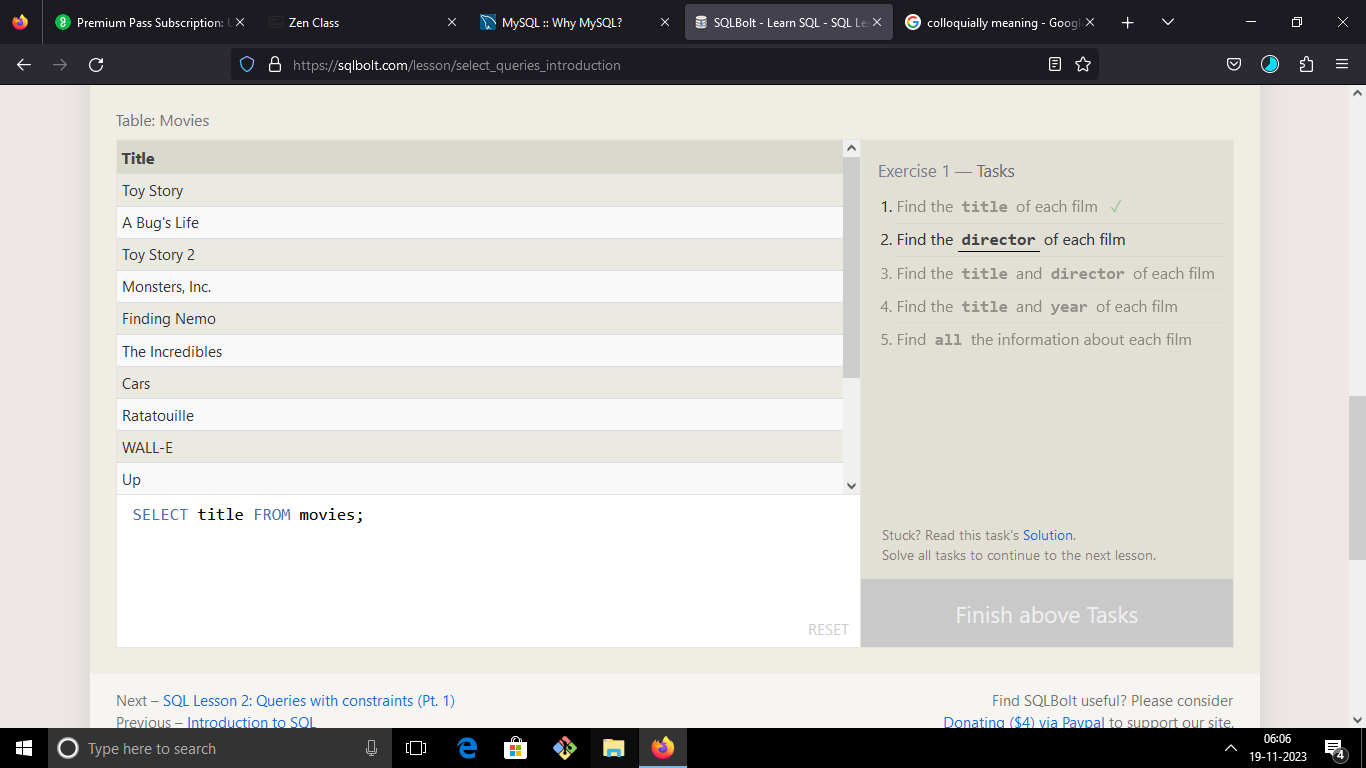 Premium Pass Subscription:
Zen Class
MySQL :: Why MySQL?
SQLBolt - Learn SQL - SQL Le
colloquially meaning - Goog
https://sqlbolt.com/lesson/select_queries_introduction
Table: Movies
Title
Toy Story
A Bug's Life
Toy Story 2
Monsters, Inc.
Finding Nemo
The Incredibles
Cars
Ratatouille
WALL-E
Up
SELECT title FROM movies;
RESET
Exercise 1 — Tasks
1. Find the title of each film ✓
2. Find the director of each film
3. Find the title and director of each film
4. Find the title and year of each film
5. Find all the information about each film
Stuck? Read this task's Solution.
Solve all tasks to continue to the next lesson.
Finish above Tasks
Next – SQL Lesson 2: Queries with constraints (Pt. 1)
Previous – Introduction to SQL
Find SQLBolt useful? Please consider
Donating ($4) via Paypal to support our site.
Type here to search
06:06
19-11-2023
4